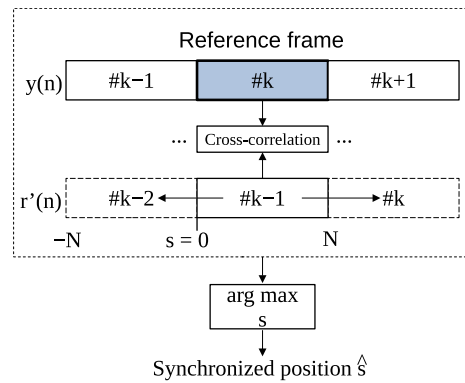 Reference frame
y(n) #k−1 #k #k+1
... Cross-correlation ...
r’(n) #k−2 #k−1 #k
−N s = 0 N
arg max
s
Synchronized position ŝ